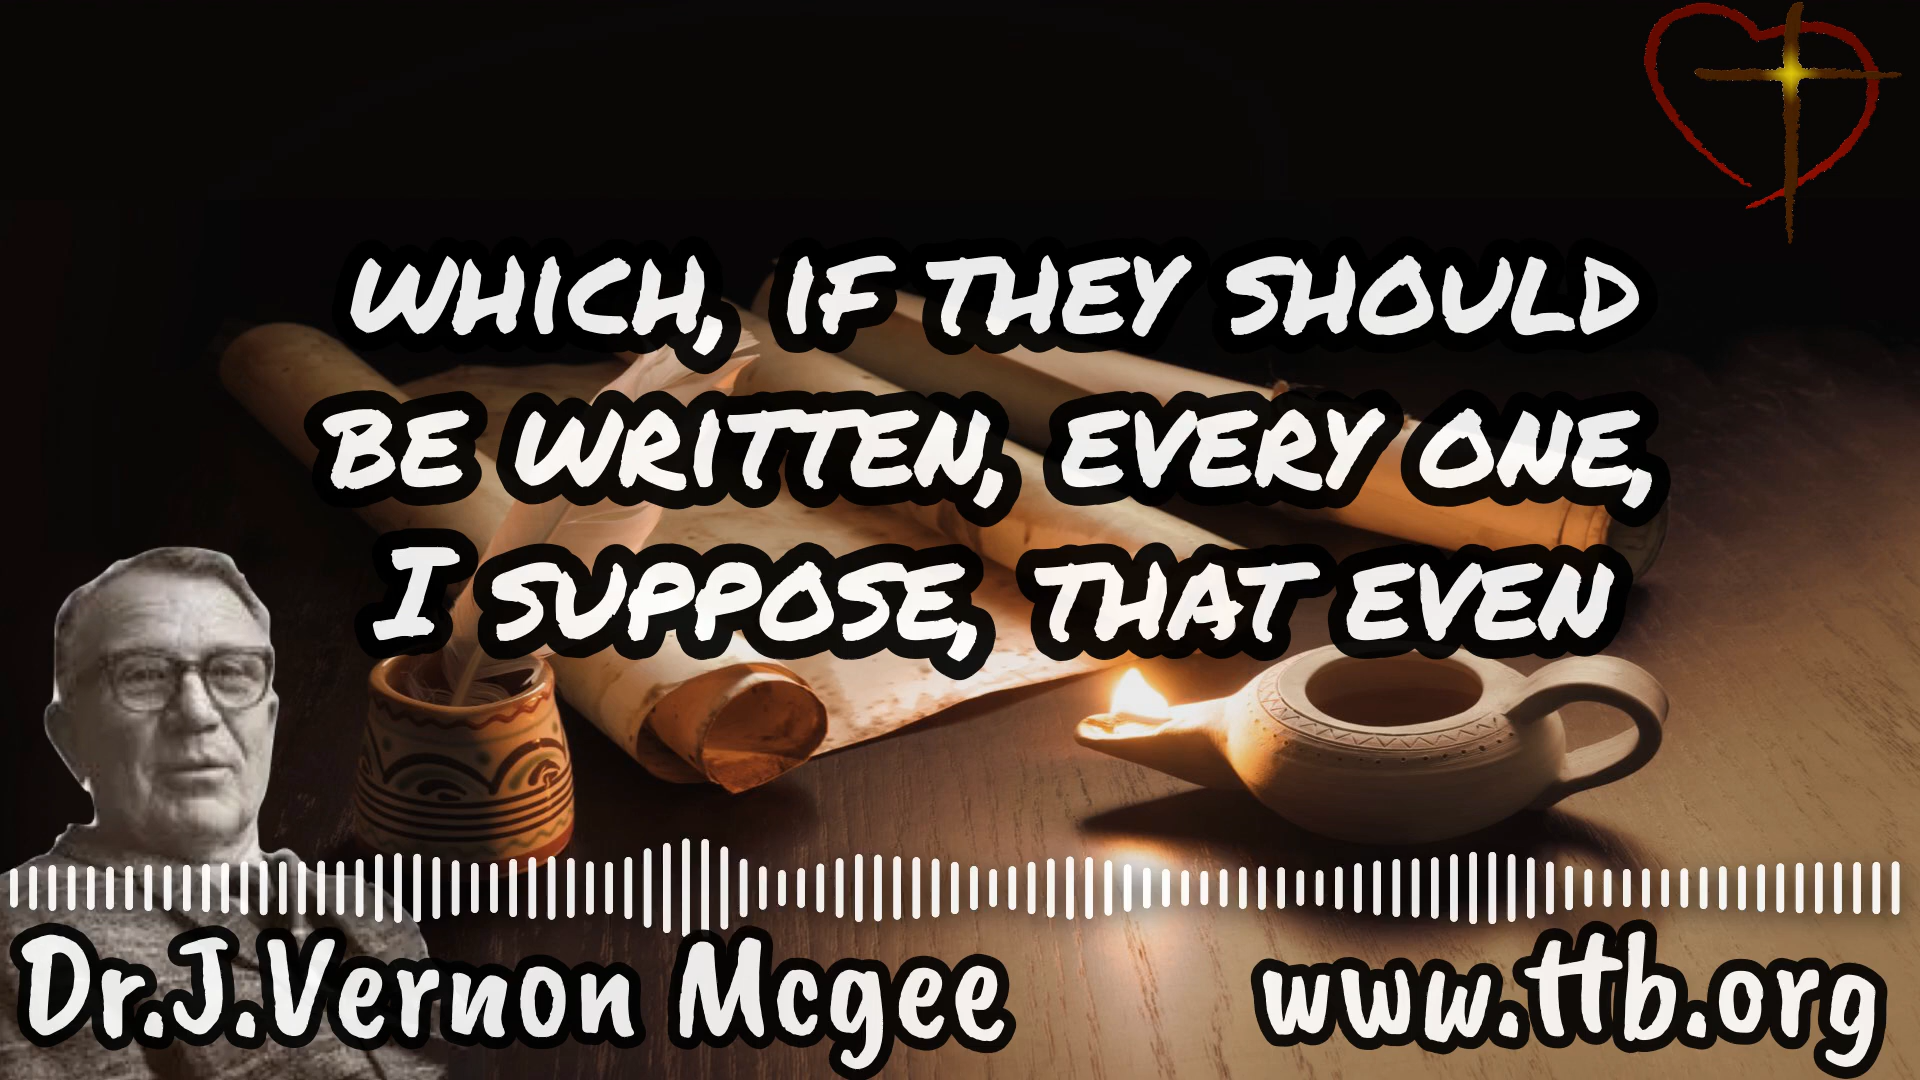 WHICH, IF THEY SHOULD
BE WRITTEN, EVERY ONE,
I SUPPOSE, THAT EVEN
Dr.J.Vernon Mcgee
www.ttb.org